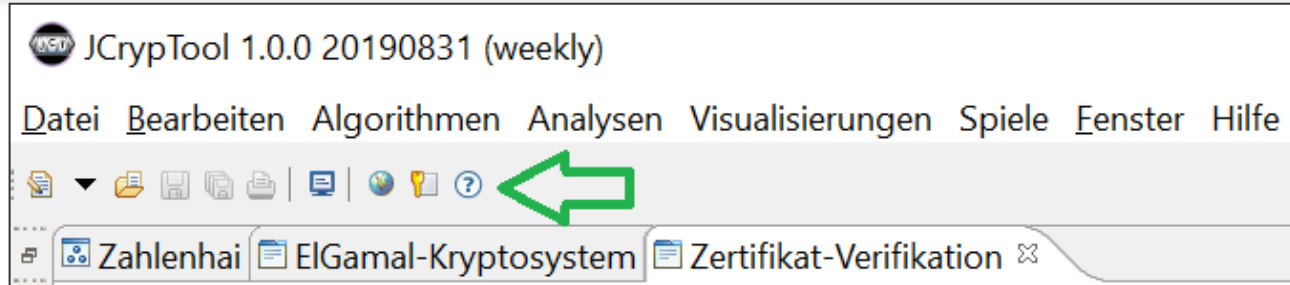 JCT JCrypTool 1.0.0 20190831 (weekly)
Datei Bearbeiten Algorithmen Analysen Visualisierungen Spiele Fenster Hilfe
?
Zahlenhai ElGamal-Kryptosystem Zertifikat-Verifikation